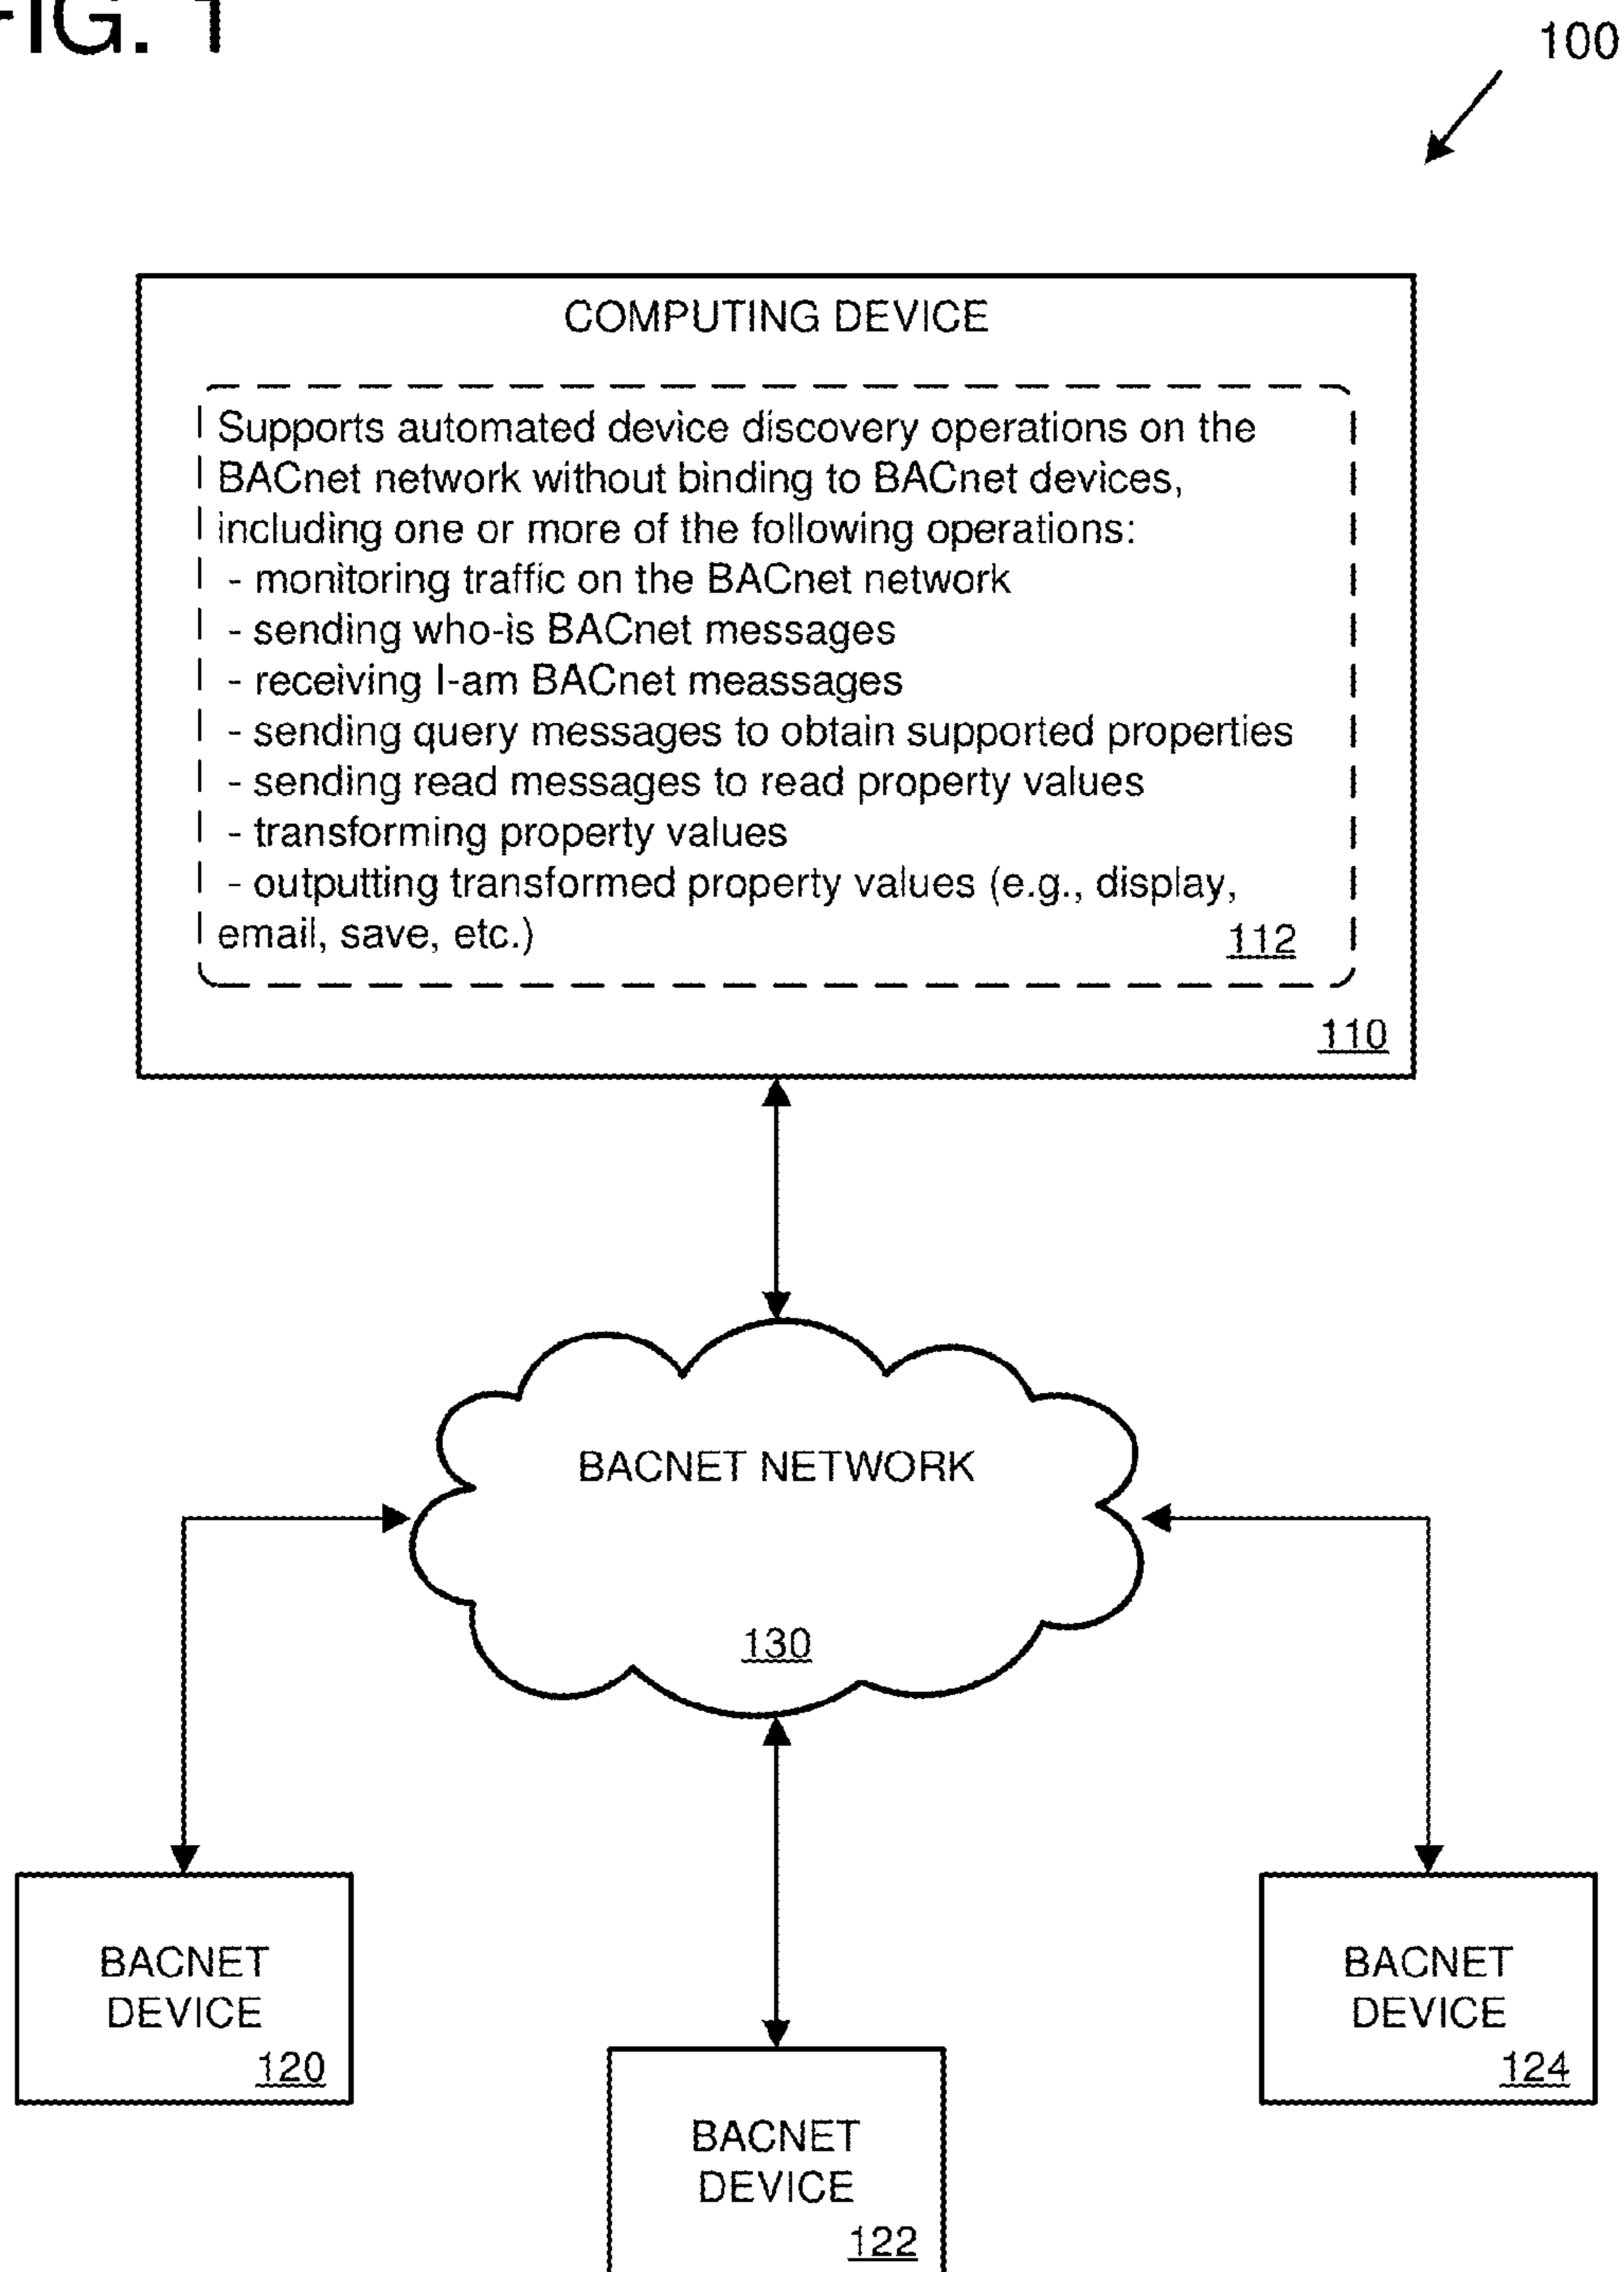 FIG. 1
100
COMPUTING DEVICE
Supports automated device discovery operations on the
BACnet network without binding to BACnet devices,
including one or more of the following operations:
- monitoring traffic on the BACnet network
- sending who-is BACnet messages
- receiving I-am BACnet meassages
- sending query messages to obtain supported properties
- sending read messages to read property values
- transforming property values
- outputting transformed property values (e.g., display,
email, save, etc.)
112
110
BACNET NETWORK
130
BACNET
DEVICE
120
BACNET
DEVICE
124
BACNET
DEVICE
122